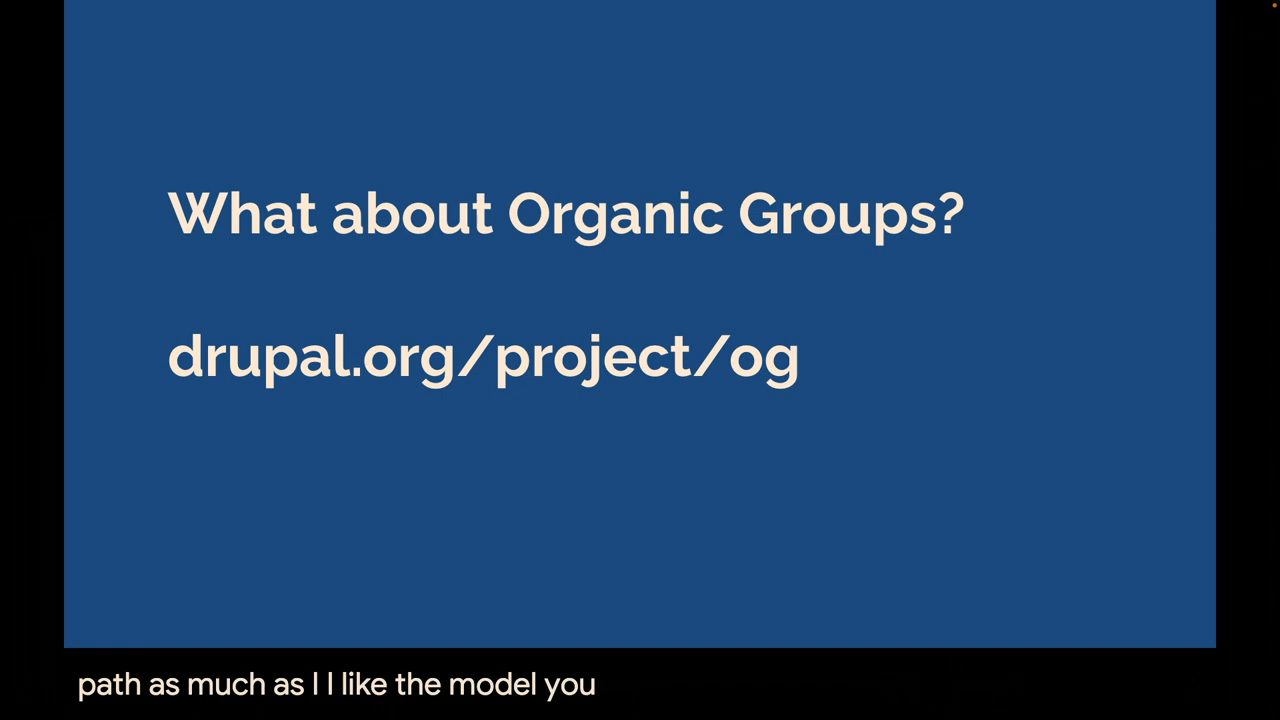 What about Organic Groups?
drupal.org/project/og
path as much as I I like the model you